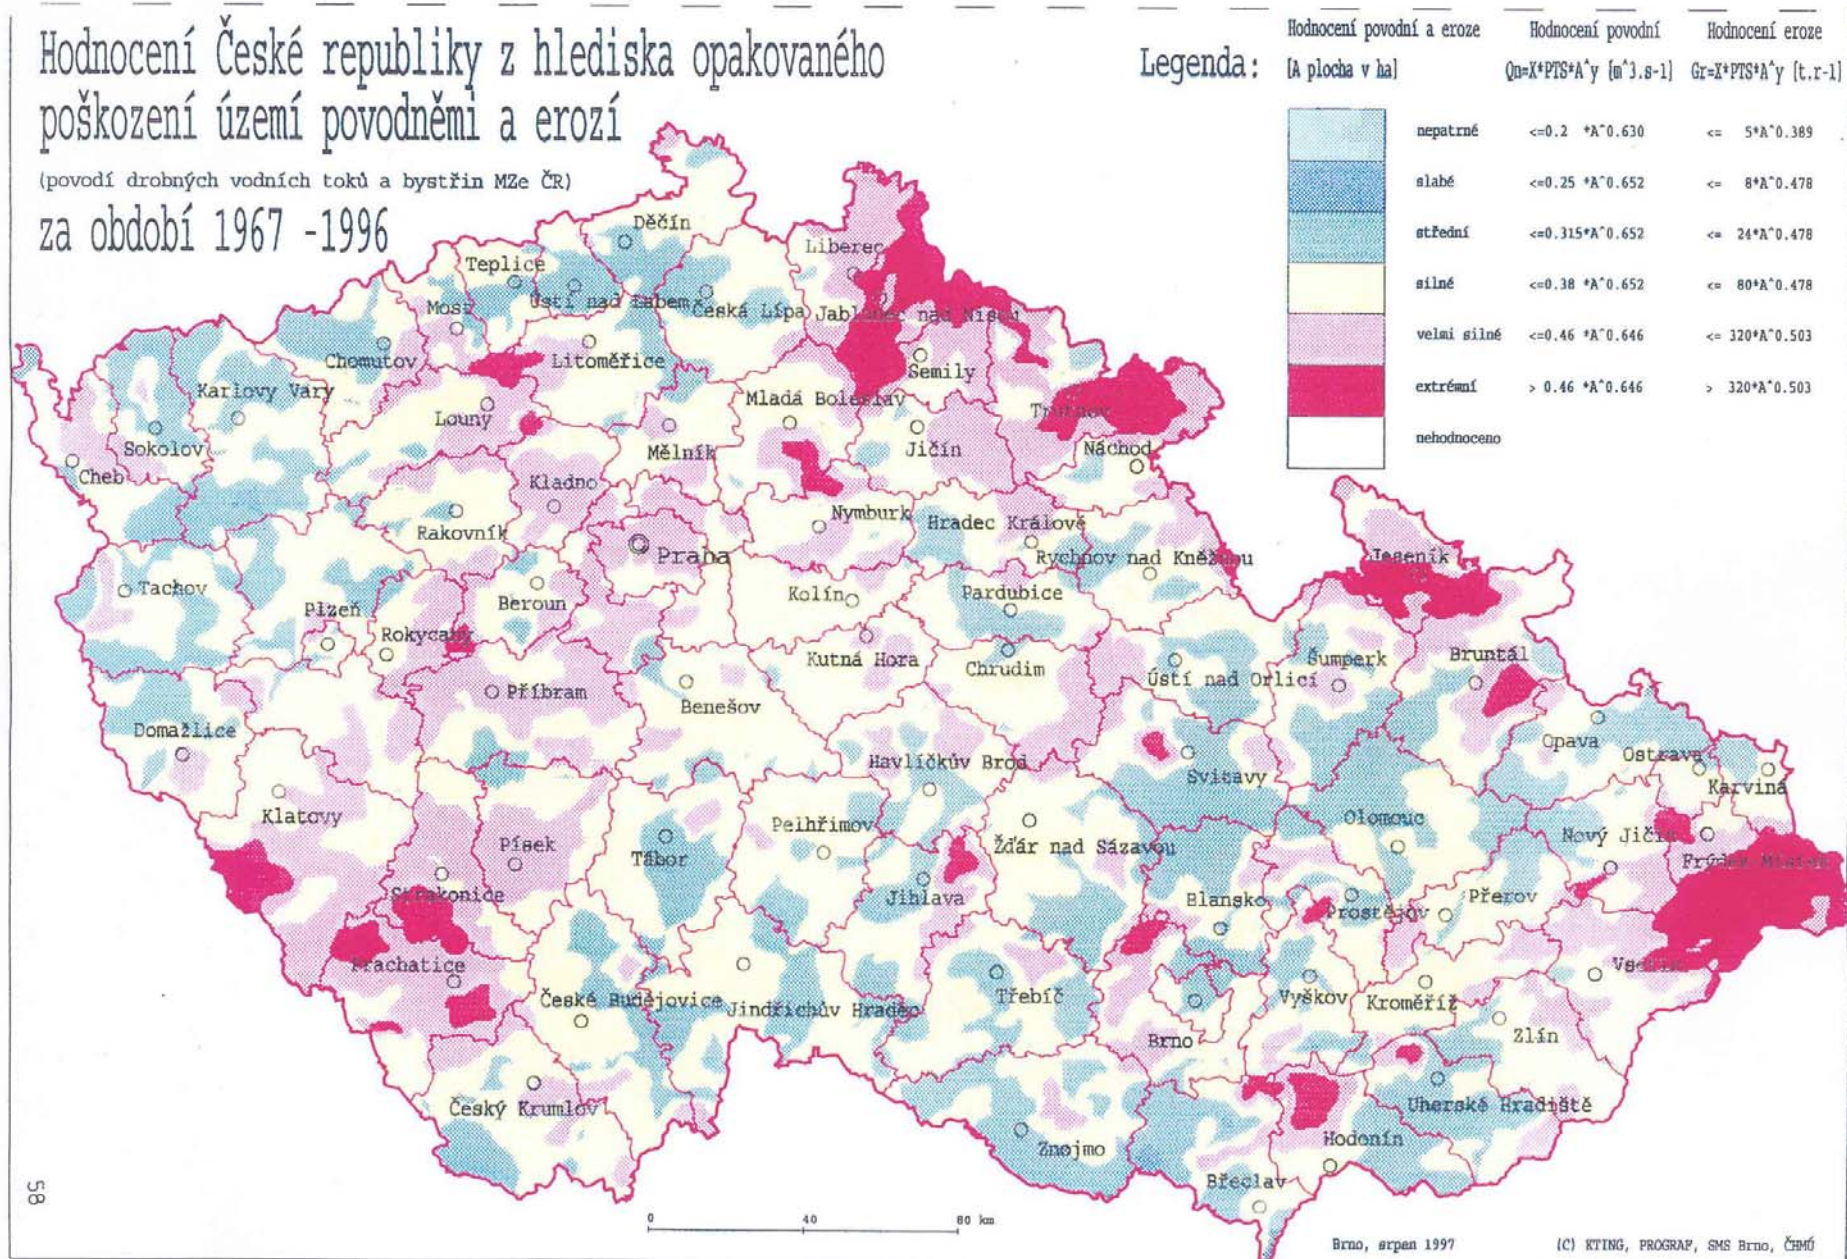 Hodnocení České republiky z hlediska opakovaného
poškození území povodněmi a erozí
(povodí drobných vodních toků a bystřin MZe ČR)
za období 1967 -1996
Legenda:
Hodnocení povodní a eroze
[A plocha v ha]
Hodnocení povodní
Qn=X*PTS*A^y [m^3.s-1]
Hodnocení eroze
Gr=X*PTS*A^y [t.r-1]
nepatrné <=0.2 *A^0.630 <= 5*A^0.389
slabé <=0.25 *A^0.652 <= 8*A^0.478
střední <=0.315*A^0.652 <= 24*A^0.478
silné <=0.38 *A^0.652 <= 80*A^0.478
velmi silné <=0.46 *A^0.646 <= 320*A^0.503
extrémní > 0.46 *A^0.646 > 320*A^0.503
nehodnoceno
Děčín
Liberec
Teplice
Ústí nad Labem
Most
Česká Lípa
Jablonec nad Nisou
Chomutov
Litoměřice
Semily
Karlovy Vary
Mladá Boleslav
Trutnov
Louny
Sokolov
Mělník
Jičín
Náchod
Cheb
Kladno
Nymburk
Hradec Králové
Rakovník
Praha
Rychnov nad Kněžnou
Jeseník
Tachov
Beroun
Kolín
Pardubice
Plzeň
Rokycany
Kutná Hora
Chrudim
Šumperk
Bruntál
Ústí nad Orlicí
Příbram
Benešov
Domažlice
Opava
Ostrava
Havlíčkův Brod
Svitavy
Karviná
Klatovy
Pelhřimov
Olomouc
Nový Jičín
Písek
Tábor
Žďár nad Sázavou
Frýdek Místek
Strakonice
Jihlava
Blansko
Prostějov
Přerov
Prachatice
Vsetín
České Budějovice
Jindřichův Hradec
Třebíč
Vyškov
Kroměříž
Brno
Zlín
Český Krumlov
Uherské Hradiště
Znojmo
Hodonín
Břeclav
58
0 40 80 km
Brno, srpen 1997
(C) KTING, PROGRAF, SMS Brno, ČHMÚ